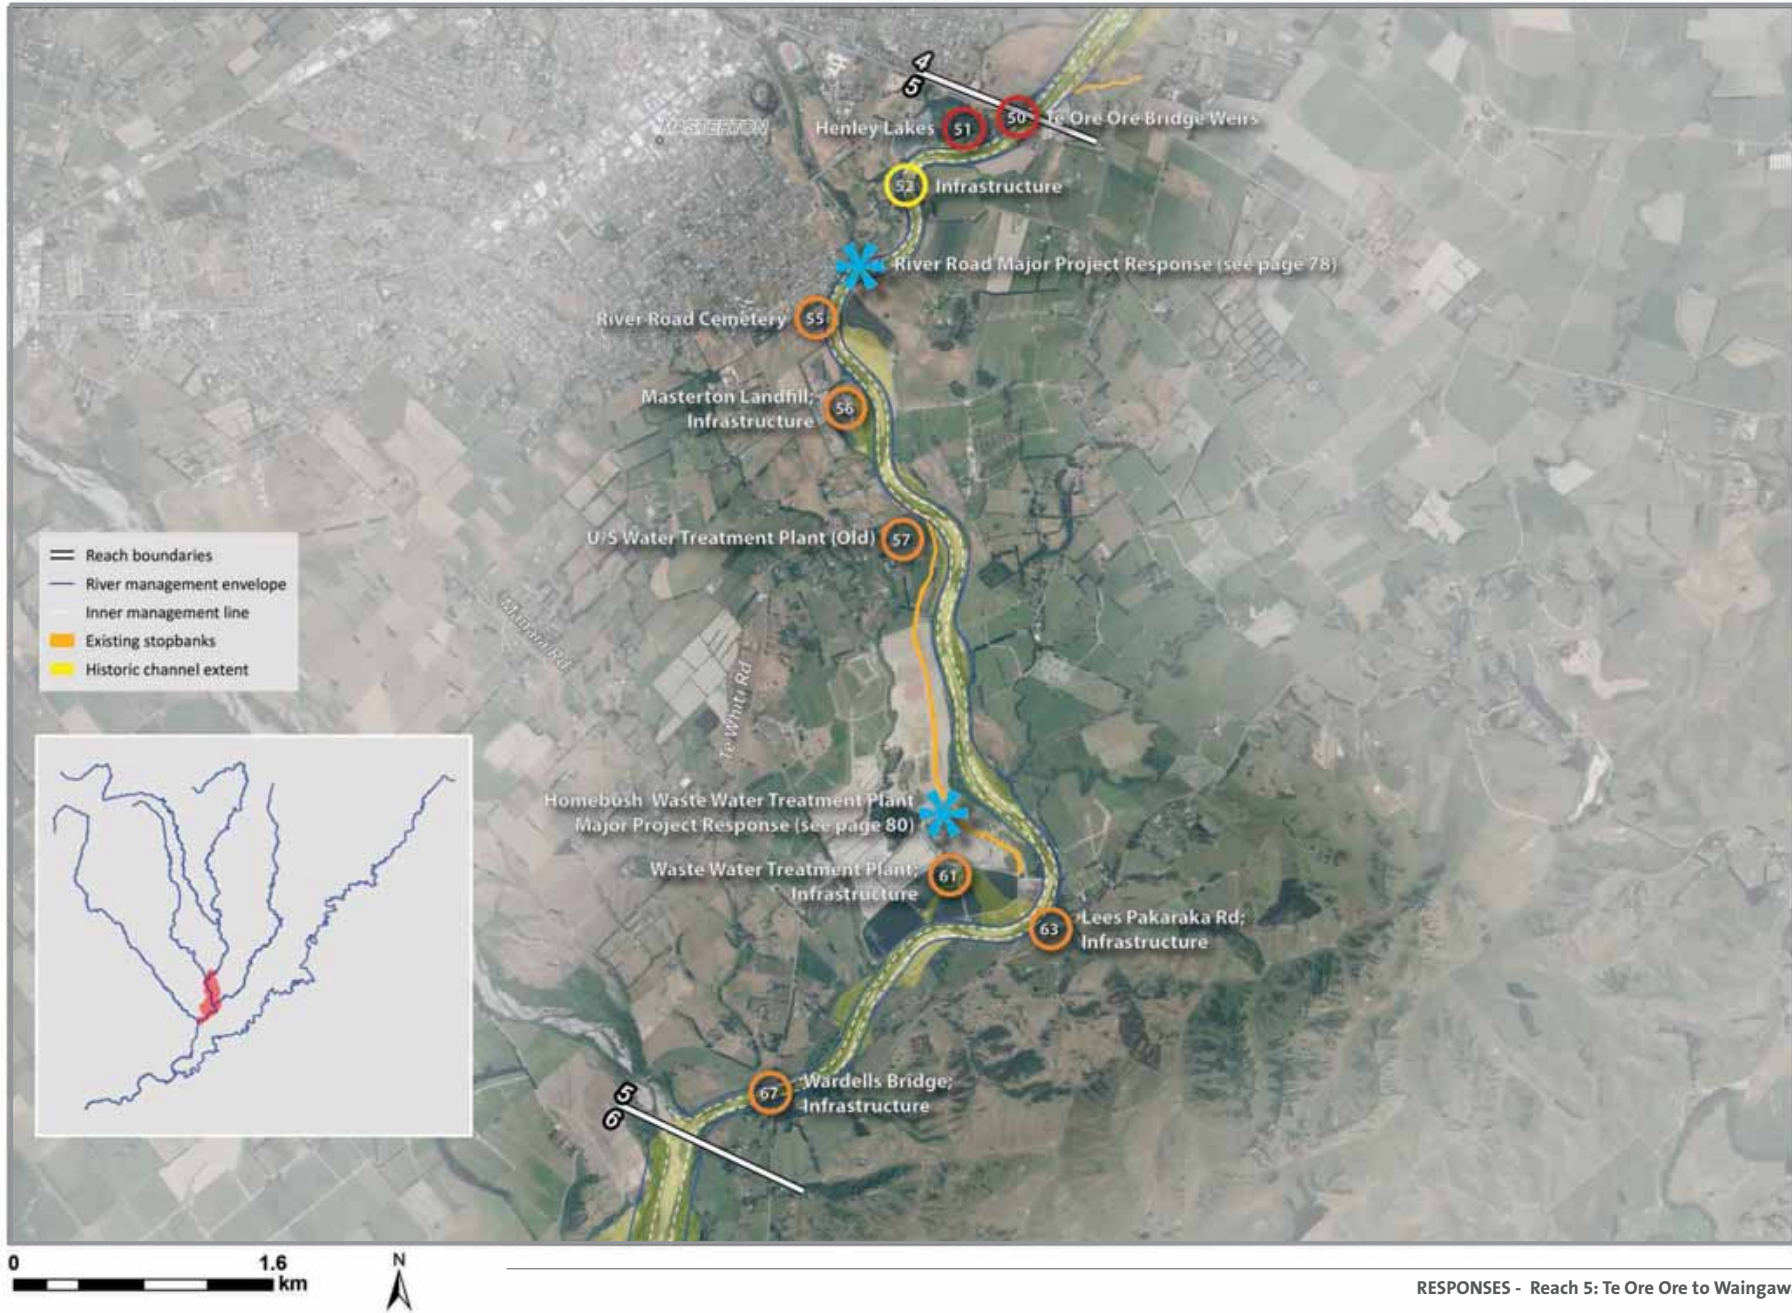 4
5
Henley Lakes
51
50
Te Ore Ore Bridge Weirs
MASTERTON
52
Infrastructure
River Road Major Project Response (see page 78)
River Road Cemetery
55
Masterton Landfill;
Infrastructure
56
U/S Water Treatment Plant (Old)
57
Reach boundaries
River management envelope
Inner management line
Existing stopbanks
Historic channel extent
Manaia Rd
Te Whiti Rd
Homebush Waste Water Treatment Plant
Major Project Response (see page 80)
Waste Water Treatment Plant;
Infrastructure
61
63
Lees Pakaraka Rd;
Infrastructure
67
Wardells Bridge;
Infrastructure
5
6
0
1.6
km
N
RESPONSES - Reach 5: Te Ore Ore to Waingaw